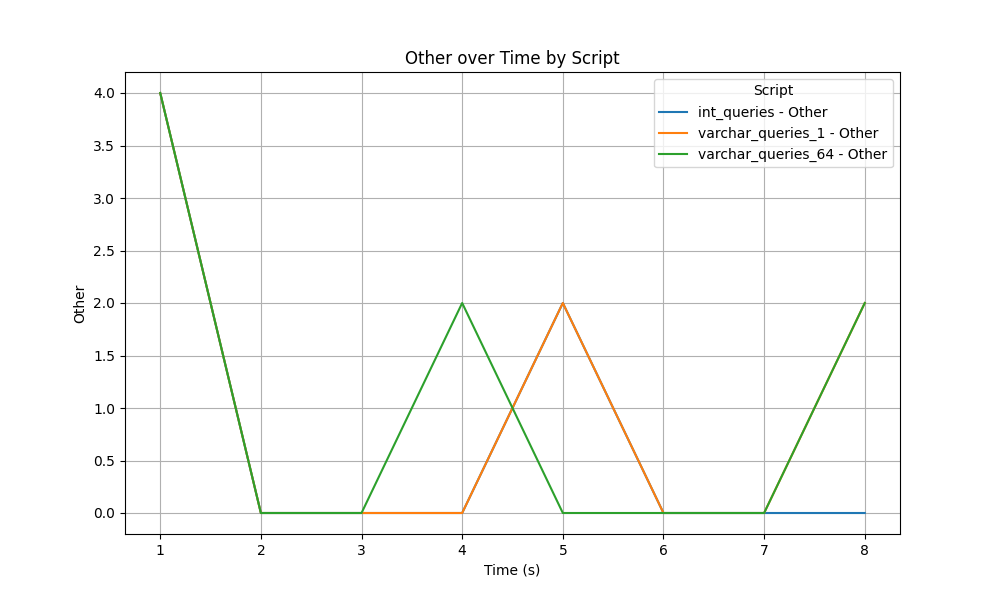 Other over Time by Script
Script
int_queries - Other
varchar_queries_1 - Other
varchar_queries_64 - Other
4.0
3.5
3.0
2.5
2.0
1.5
1.0
0.5
0.0
Other
1 2 3 4 5 6 7 8
Time (s)